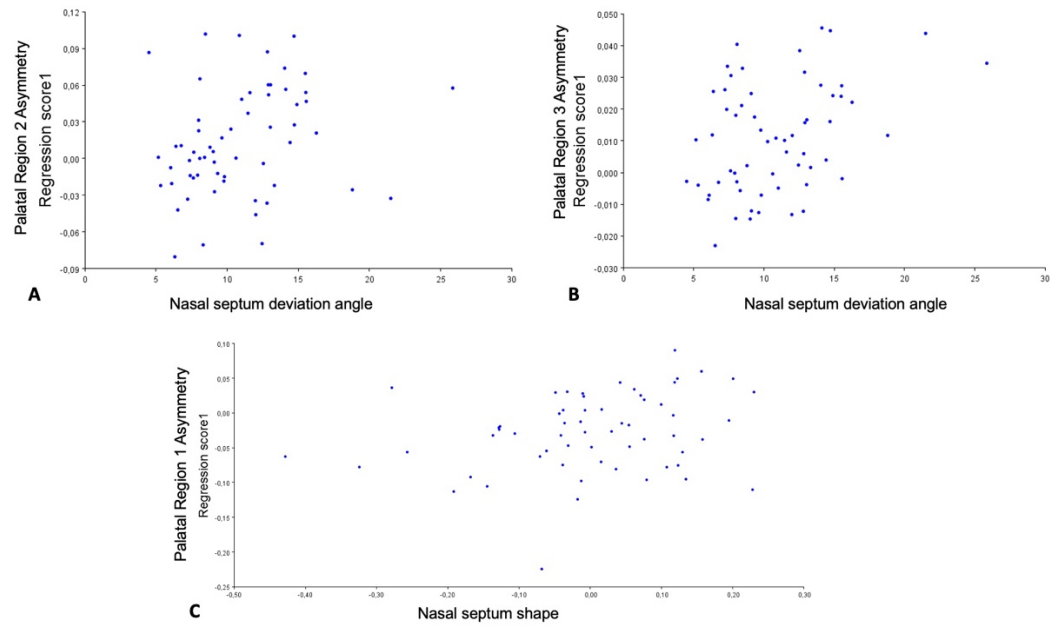 0,12
0,09
0,06
0,03
0,00
-0,03
-0,06
-0,09
Palatal Region 2 Asymmetry
Regression score1
0 5 10 15 20 25 30
A
Nasal septum deviation angle
0,050
0,040
0,030
0,020
0,010
0,000
-0,010
-0,020
-0,030
Palatal Region 3 Asymmetry
Regression score1
0 5 10 15 20 25 30
B
Nasal septum deviation angle
0,10
0,05
0,00
-0,05
-0,10
-0,15
-0,20
-0,25
Palatal Region 1 Asymmetry
Regression score1
-0,50 -0,40 -0,30 -0,20 -0,10 0,00 0,10 0,20 0,30
C
Nasal septum shape